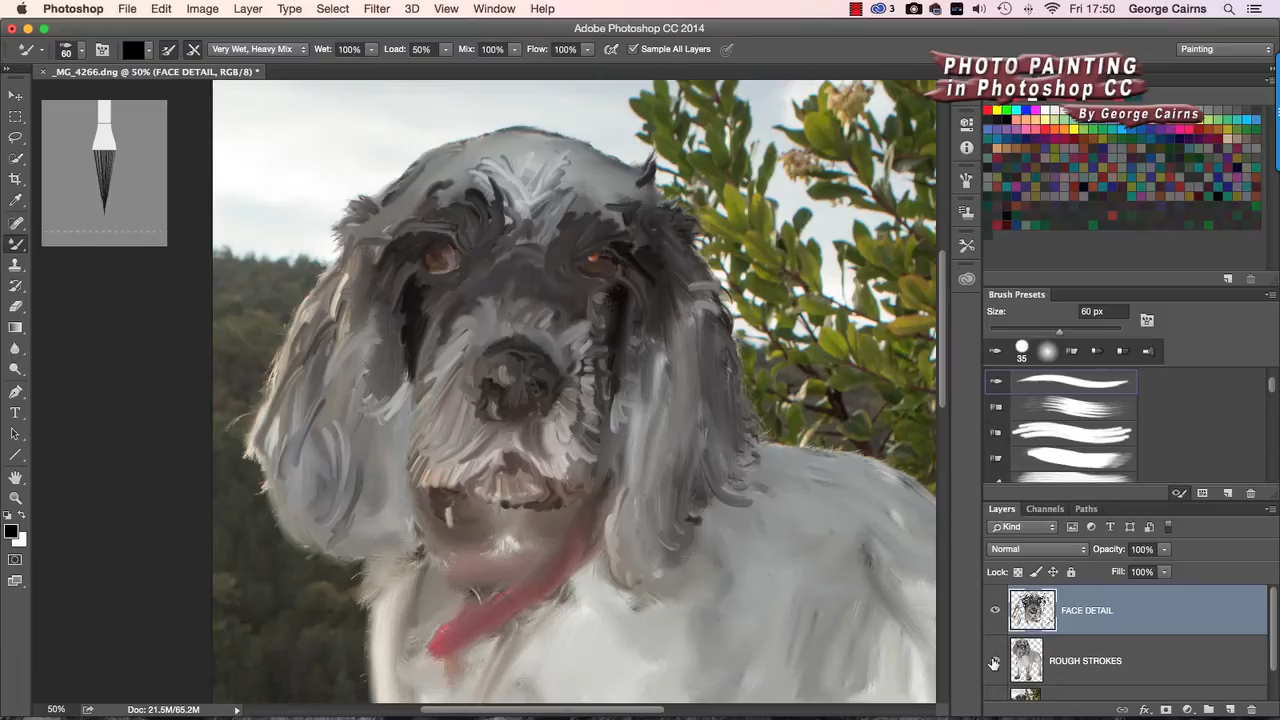 Photoshop File Edit Image Layer Type Select Filter 3D View Window Help 3 Fri 17:50 George Cairns
Adobe Photoshop CC 2014
60 Very Wet, Heavy Mix Wet: 100% Load: 50% Mix: 100% Flow: 100% Sample All Layers Painting
_MG_4266.dng @ 50% (FACE DETAIL, RGB/8) *
PHOTO PAINTING
in Photoshop CC
By George Cairns
Brush Presets
Size: 60 px
35
Layers Channels Paths
Kind
Normal Opacity: 100%
Lock: Fill: 100%
FACE DETAIL
ROUGH STROKES
50% Doc: 21.5M/65.2M